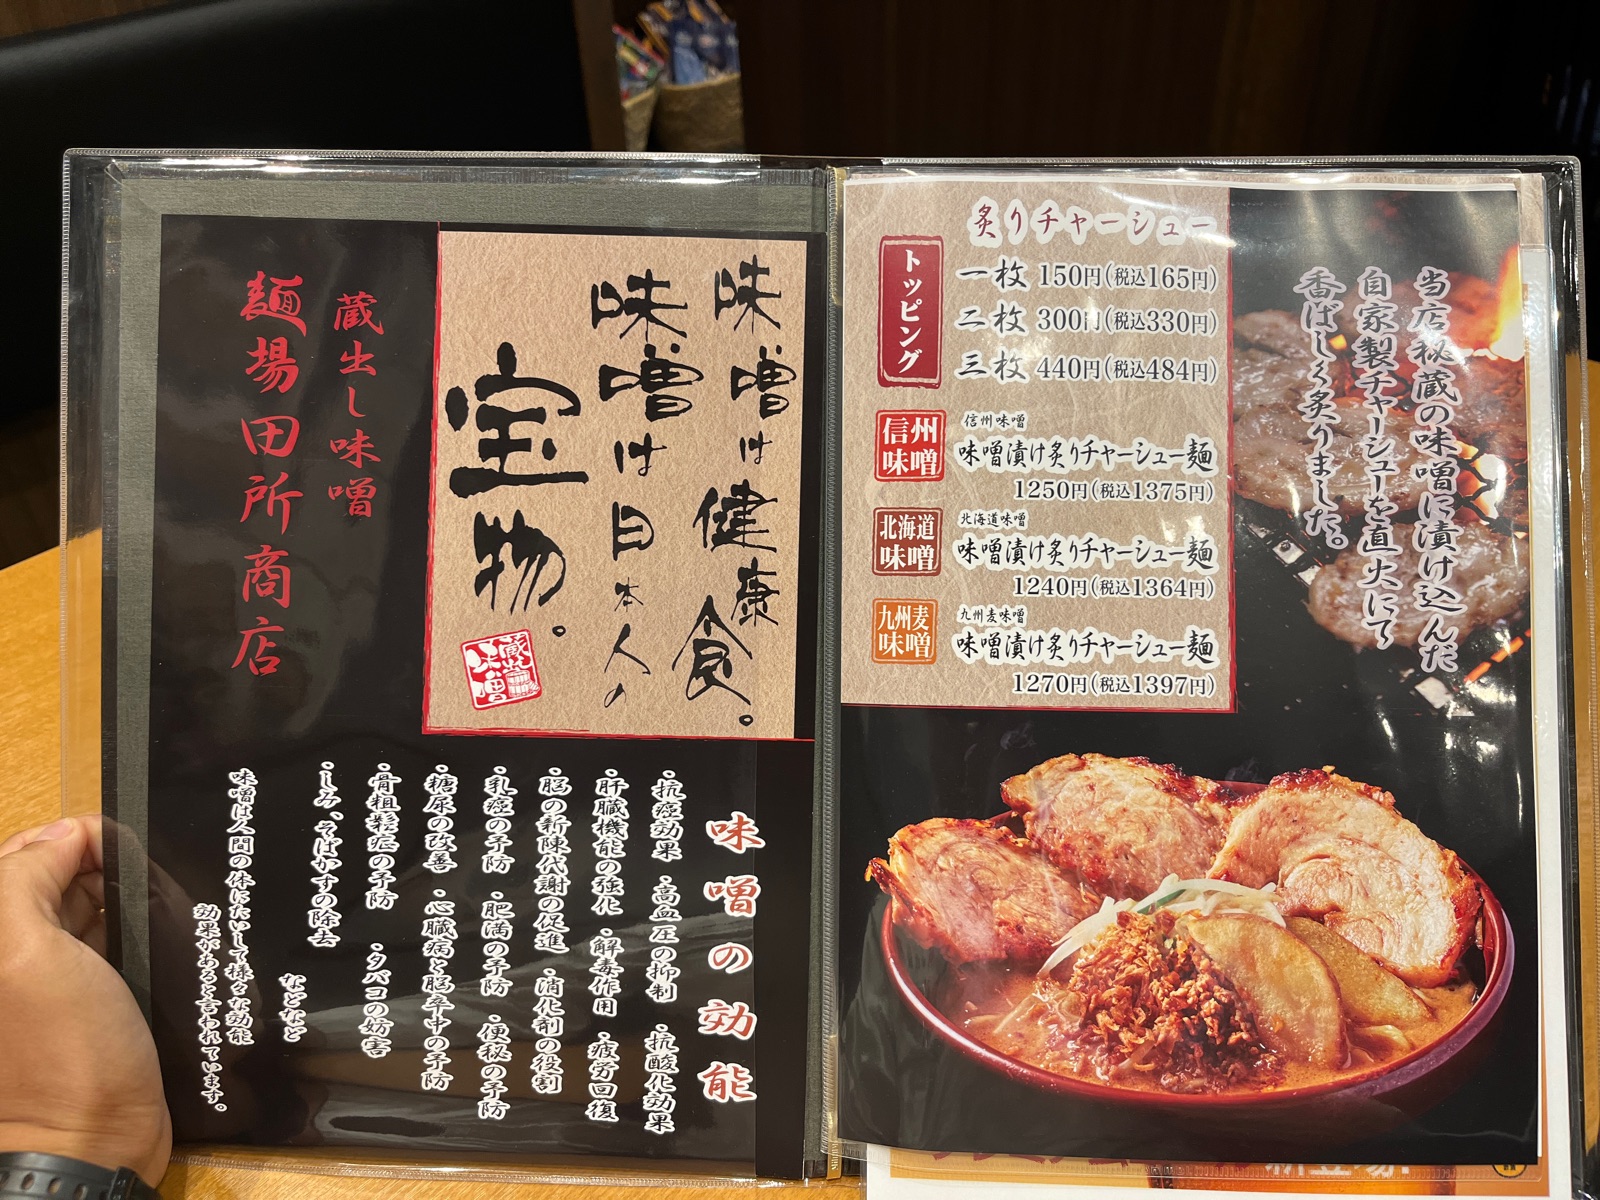 蔵出し味噌
麺場田所商店
味噌は健康食。
味噌は日本人の
宝物。
蔵出し味噌
味噌の効能
・抗癌効果 ・高血圧の抑制 ・抗酸化効果
・肝臓機能の強化 ・解毒作用 ・疲労回復
・脳の新陳代謝の促進 ・消化剤の役割
・乳癌の予防 ・肥満の予防 ・便秘の予防
・糖尿の改善 ・心臓病と脳卒中の予防
・骨粗鬆症の予防 ・タバコの妨害
・しみ、そばかすの除去
などなど
味噌は人間の体にたいして様々な効能
効果があると言われています。
炙りチャーシュー
トッピング
一枚 150円(税込165円)
二枚 300円(税込330円)
三枚 440円(税込484円)
信州味噌
信州味噌
味噌漬け炙りチャーシュー麺
1250円(税込1375円)
北海道味噌
北海道味噌
味噌漬け炙りチャーシュー麺
1240円(税込1364円)
九州麦味噌
九州麦味噌
味噌漬け炙りチャーシュー麺
1270円(税込1397円)
当店秘蔵の味噌に漬け込んだ
自家製チャーシューを直火にて
香ばしく炙りました。